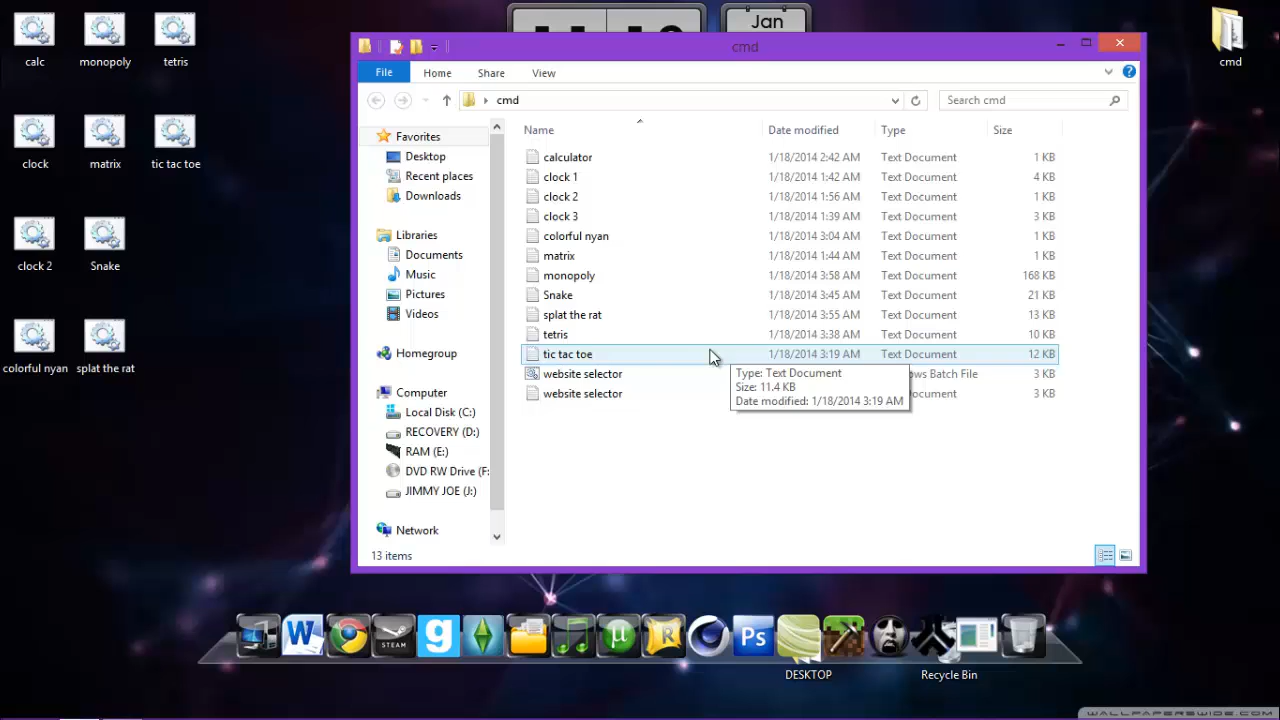 Jan
calc
monopoly
tetris
cmd
clock
matrix
tic tac toe
clock 2
Snake
colorful nyan
splat the rat
cmd
File
Home
Share
View
cmd
Search cmd
Favorites
Desktop
Recent places
Downloads
Libraries
Documents
Music
Pictures
Videos
Homegroup
Computer
Local Disk (C:)
RECOVERY (D:)
RAM (E:)
DVD RW Drive (F:
JIMMY JOE (J:)
Network
Name Date modified Type Size
calculator 1/18/2014 2:42 AM Text Document 1 KB
clock 1 1/18/2014 1:42 AM Text Document 4 KB
clock 2 1/18/2014 1:56 AM Text Document 1 KB
clock 3 1/18/2014 1:39 AM Text Document 3 KB
colorful nyan 1/18/2014 3:04 AM Text Document 1 KB
matrix 1/18/2014 1:44 AM Text Document 1 KB
monopoly 1/18/2014 3:58 AM Text Document 168 KB
Snake 1/18/2014 3:45 AM Text Document 21 KB
splat the rat 1/18/2014 3:55 AM Text Document 13 KB
tetris 1/18/2014 3:38 AM Text Document 10 KB
tic tac toe 1/18/2014 3:19 AM Text Document 12 KB
website selector ows Batch File 3 KB
website selector ocument 3 KB
Type: Text Document
Size: 11.4 KB
Date modified: 1/18/2014 3:19 AM
13 items
W
STEAM
g
µ
R
Ps
DESKTOP
Recycle Bin
WALLPAPERSWIDE.COM